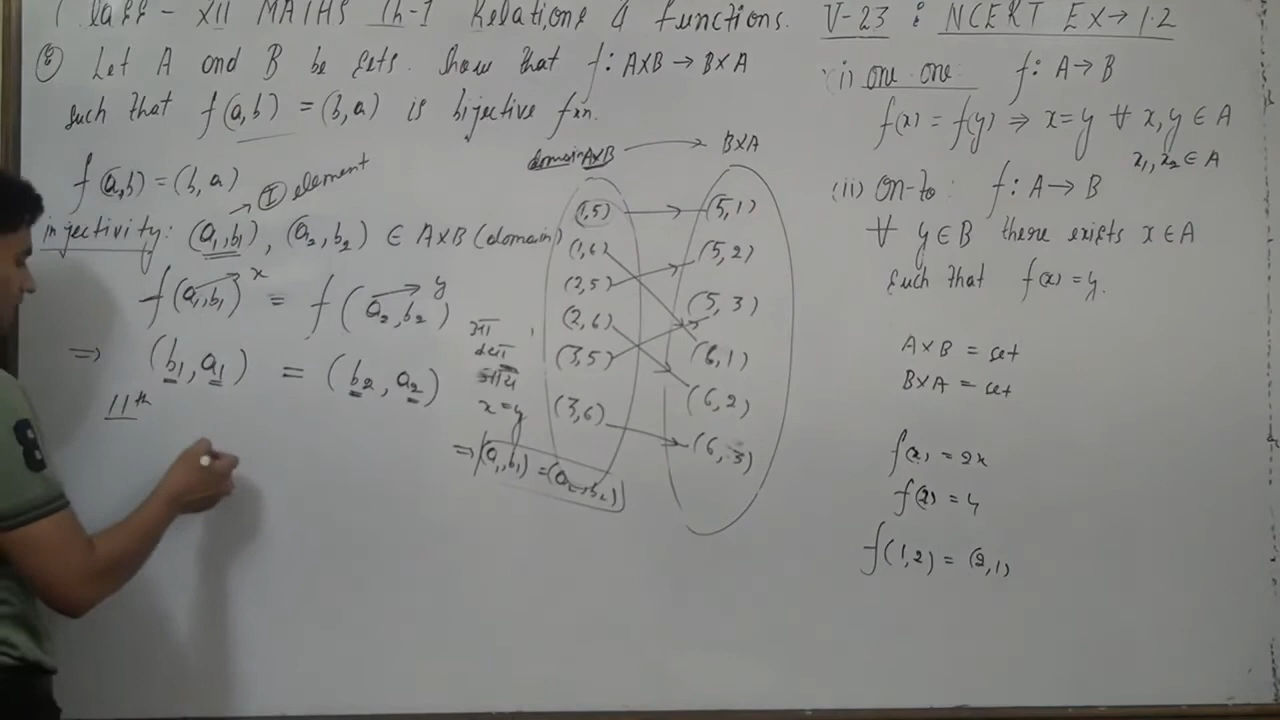 Class - XII MATHS Ch-1 Relations & functions. V-23 : NCERT EX → 1.2
⑧ Let A and B be sets. Show that f: A×B → B×A
such that f(a,b) = (b,a) is bijective fxn.
f(a,b) = (b,a)
Ⓘ element
injectivity: (a₁,b₁), (a₂,b₂) ∈ A×B (domain)
f(a₁,b₁) x = f(a₂,b₂) y
⇒ (b₁,a₁) = (b₂,a₂)
11th
x = y
⇒ (a₁,b₁) = (a₂,b₂)
domain A×B → B×A
(1,5) (5,1)
(1,6) (5,2)
(2,5) (5,3)
(2,6) (6,1)
(3,5) (6,2)
(3,6) (6,3)
(i) one one: f: A → B
f(x) = f(y) ⇒ x = y ∀ x,y ∈ A
x₁, x₂ ∈ A
(ii) on-to: f: A → B
∀ y ∈ B there exists x ∈ A
such that f(x) = y.
A×B = set
B×A = set
f(x) = 2x
f(2) = 4
f(1,2) = (2,1)
8